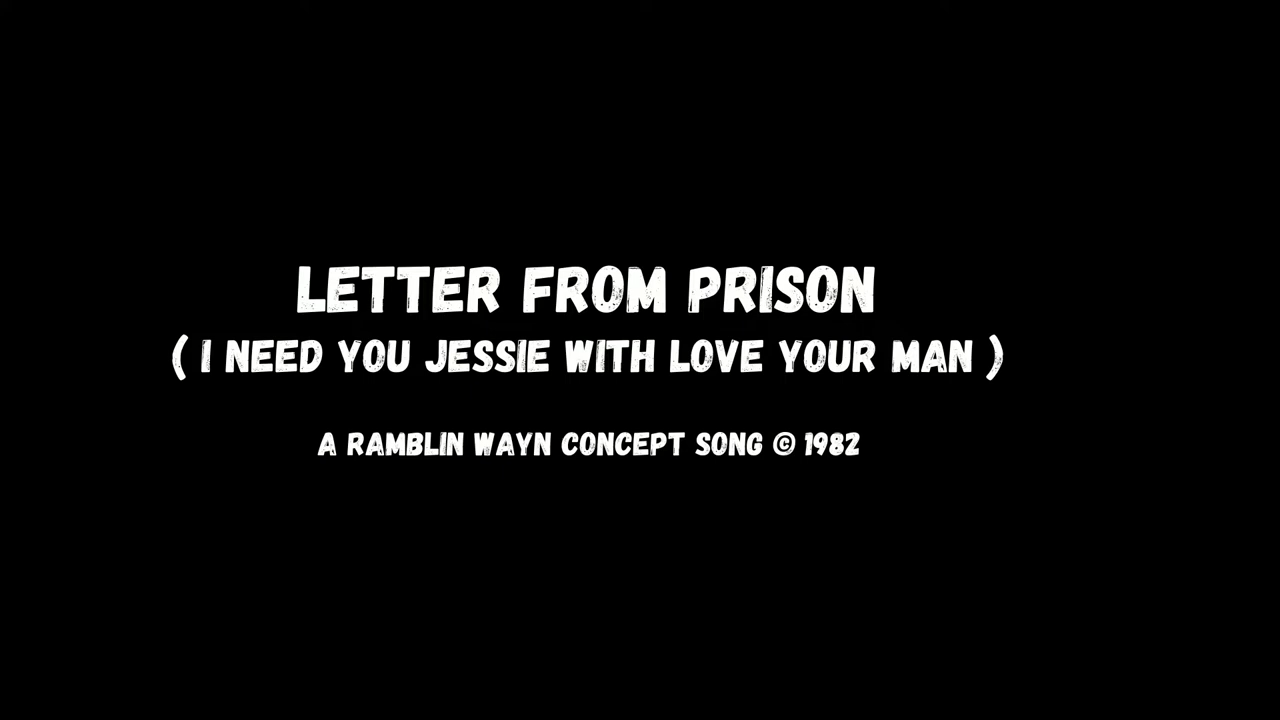 LETTER FROM PRISON
( I NEED YOU JESSIE WITH LOVE YOUR MAN )
A RAMBLIN WAYN CONCEPT SONG © 1982